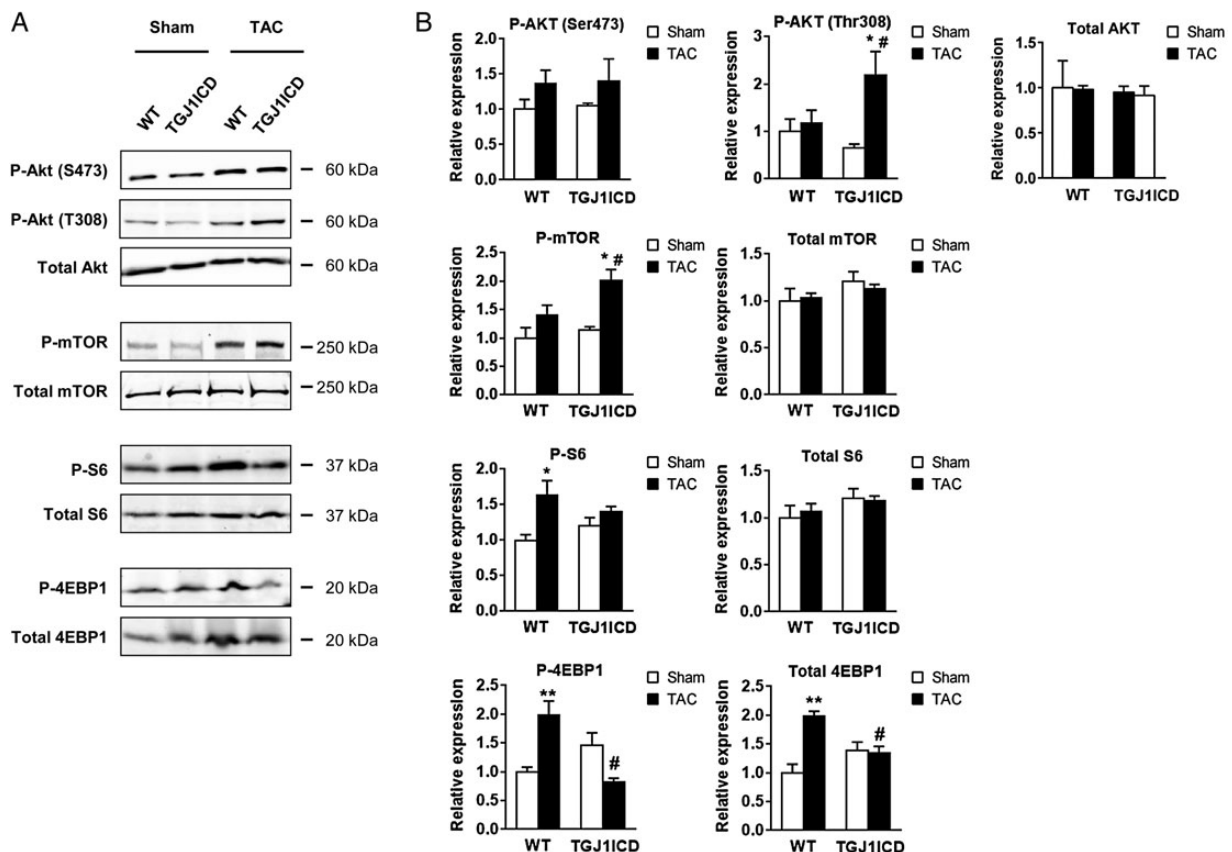 A
Sham TAC
WT TGJ1ICD WT TGJ1ICD
P-Akt (S473) 60 kDa
P-Akt (T308) 60 kDa
Total Akt 60 kDa
P-mTOR 250 kDa
Total mTOR 250 kDa
P-S6 37 kDa
Total S6 37 kDa
P-4EBP1 20 kDa
Total 4EBP1 20 kDa
B
P-AKT (Ser473)
Sham
TAC
Relative expression
2.0
1.5
1.0
0.5
0.0
WT TGJ1ICD
P-AKT (Thr308)
Sham
TAC
Relative expression
3
2
1
0
* #
WT TGJ1ICD
Total AKT
Sham
TAC
Relative expression
1.5
1.0
0.5
0.0
WT TGJ1ICD
P-mTOR
Sham
TAC
Relative expression
2.5
2.0
1.5
1.0
0.5
0.0
* #
WT TGJ1ICD
Total mTOR
Sham
TAC
Relative expression
1.5
1.0
0.5
0.0
WT TGJ1ICD
P-S6
Sham
TAC
Relative expression
2.0
1.5
1.0
0.5
0.0
*
WT TGJ1ICD
Total S6
Sham
TAC
Relative expression
1.5
1.0
0.5
0.0
WT TGJ1ICD
P-4EBP1
Sham
TAC
Relative expression
2.5
2.0
1.5
1.0
0.5
0.0
**
#
WT TGJ1ICD
Total 4EBP1
Sham
TAC
Relative expression
2.5
2.0
1.5
1.0
0.5
0.0
**
#
WT TGJ1ICD